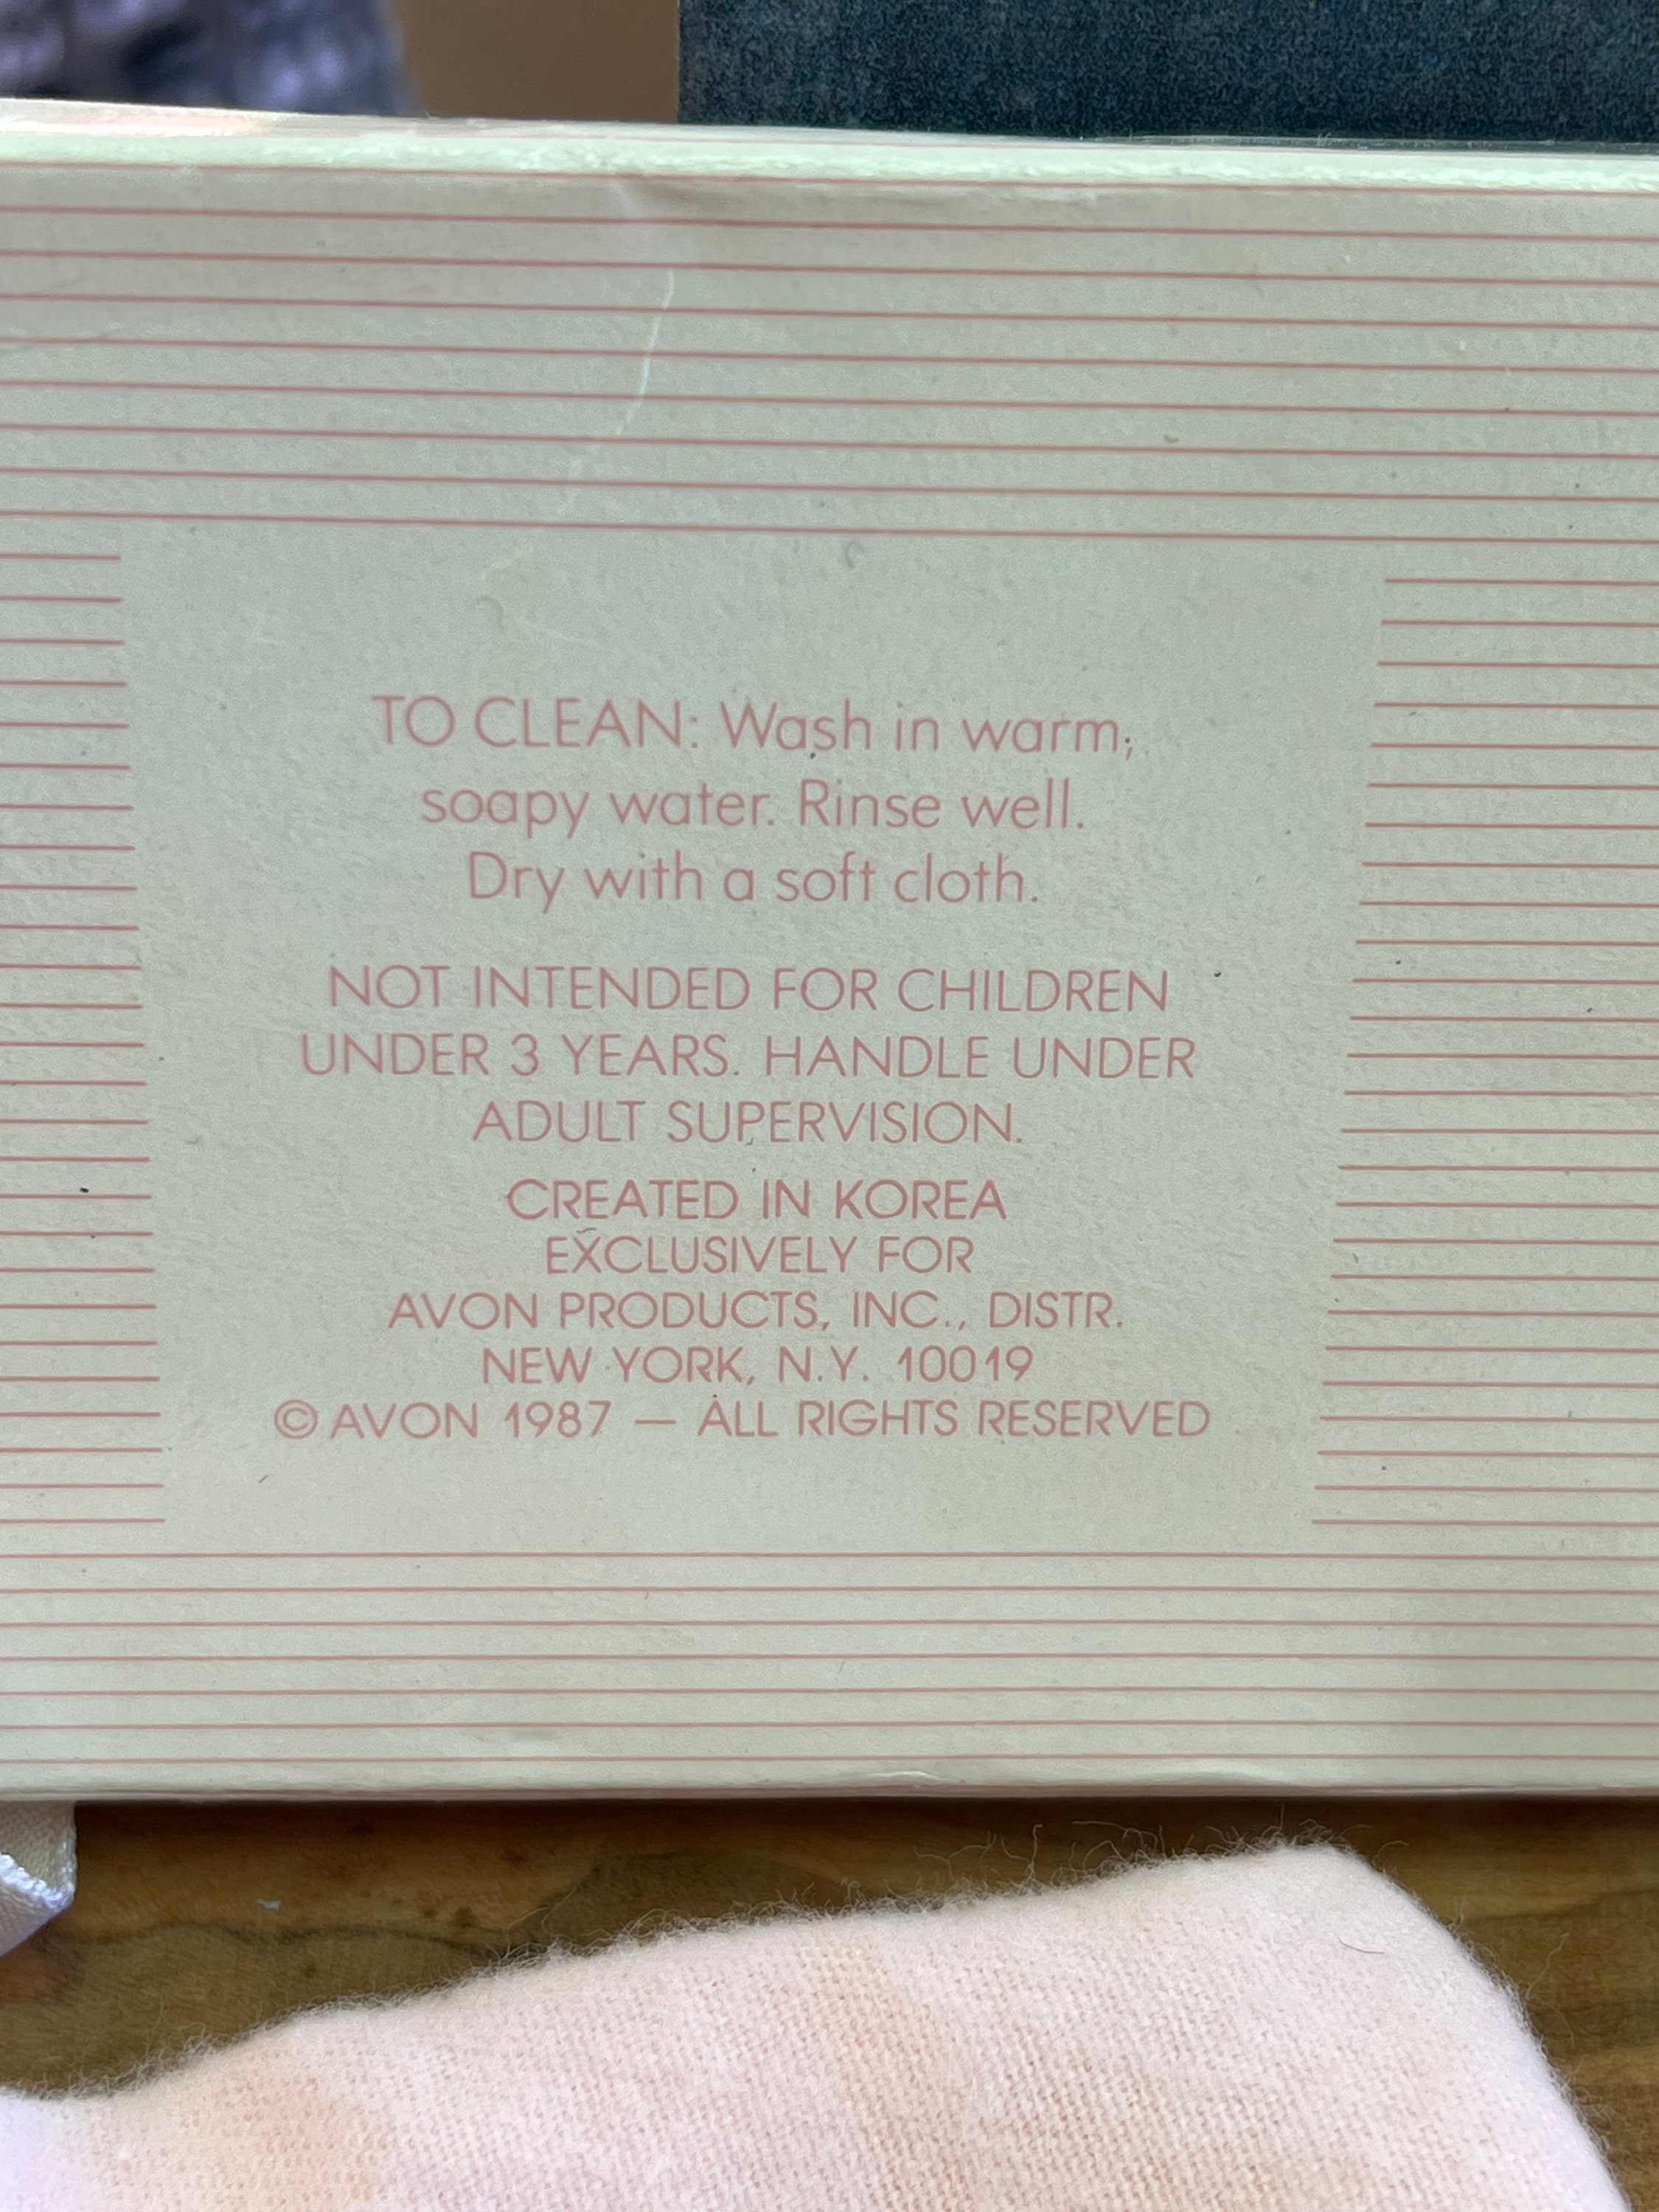 TO CLEAN: Wash in warm,
soapy water. Rinse well.
Dry with a soft cloth.
NOT INTENDED FOR CHILDREN
UNDER 3 YEARS. HANDLE UNDER
ADULT SUPERVISION.
CREATED IN KOREA
EXCLUSIVELY FOR
AVON PRODUCTS, INC., DISTR.
NEW YORK, N.Y. 10019
© AVON 1987 — ALL RIGHTS RESERVED